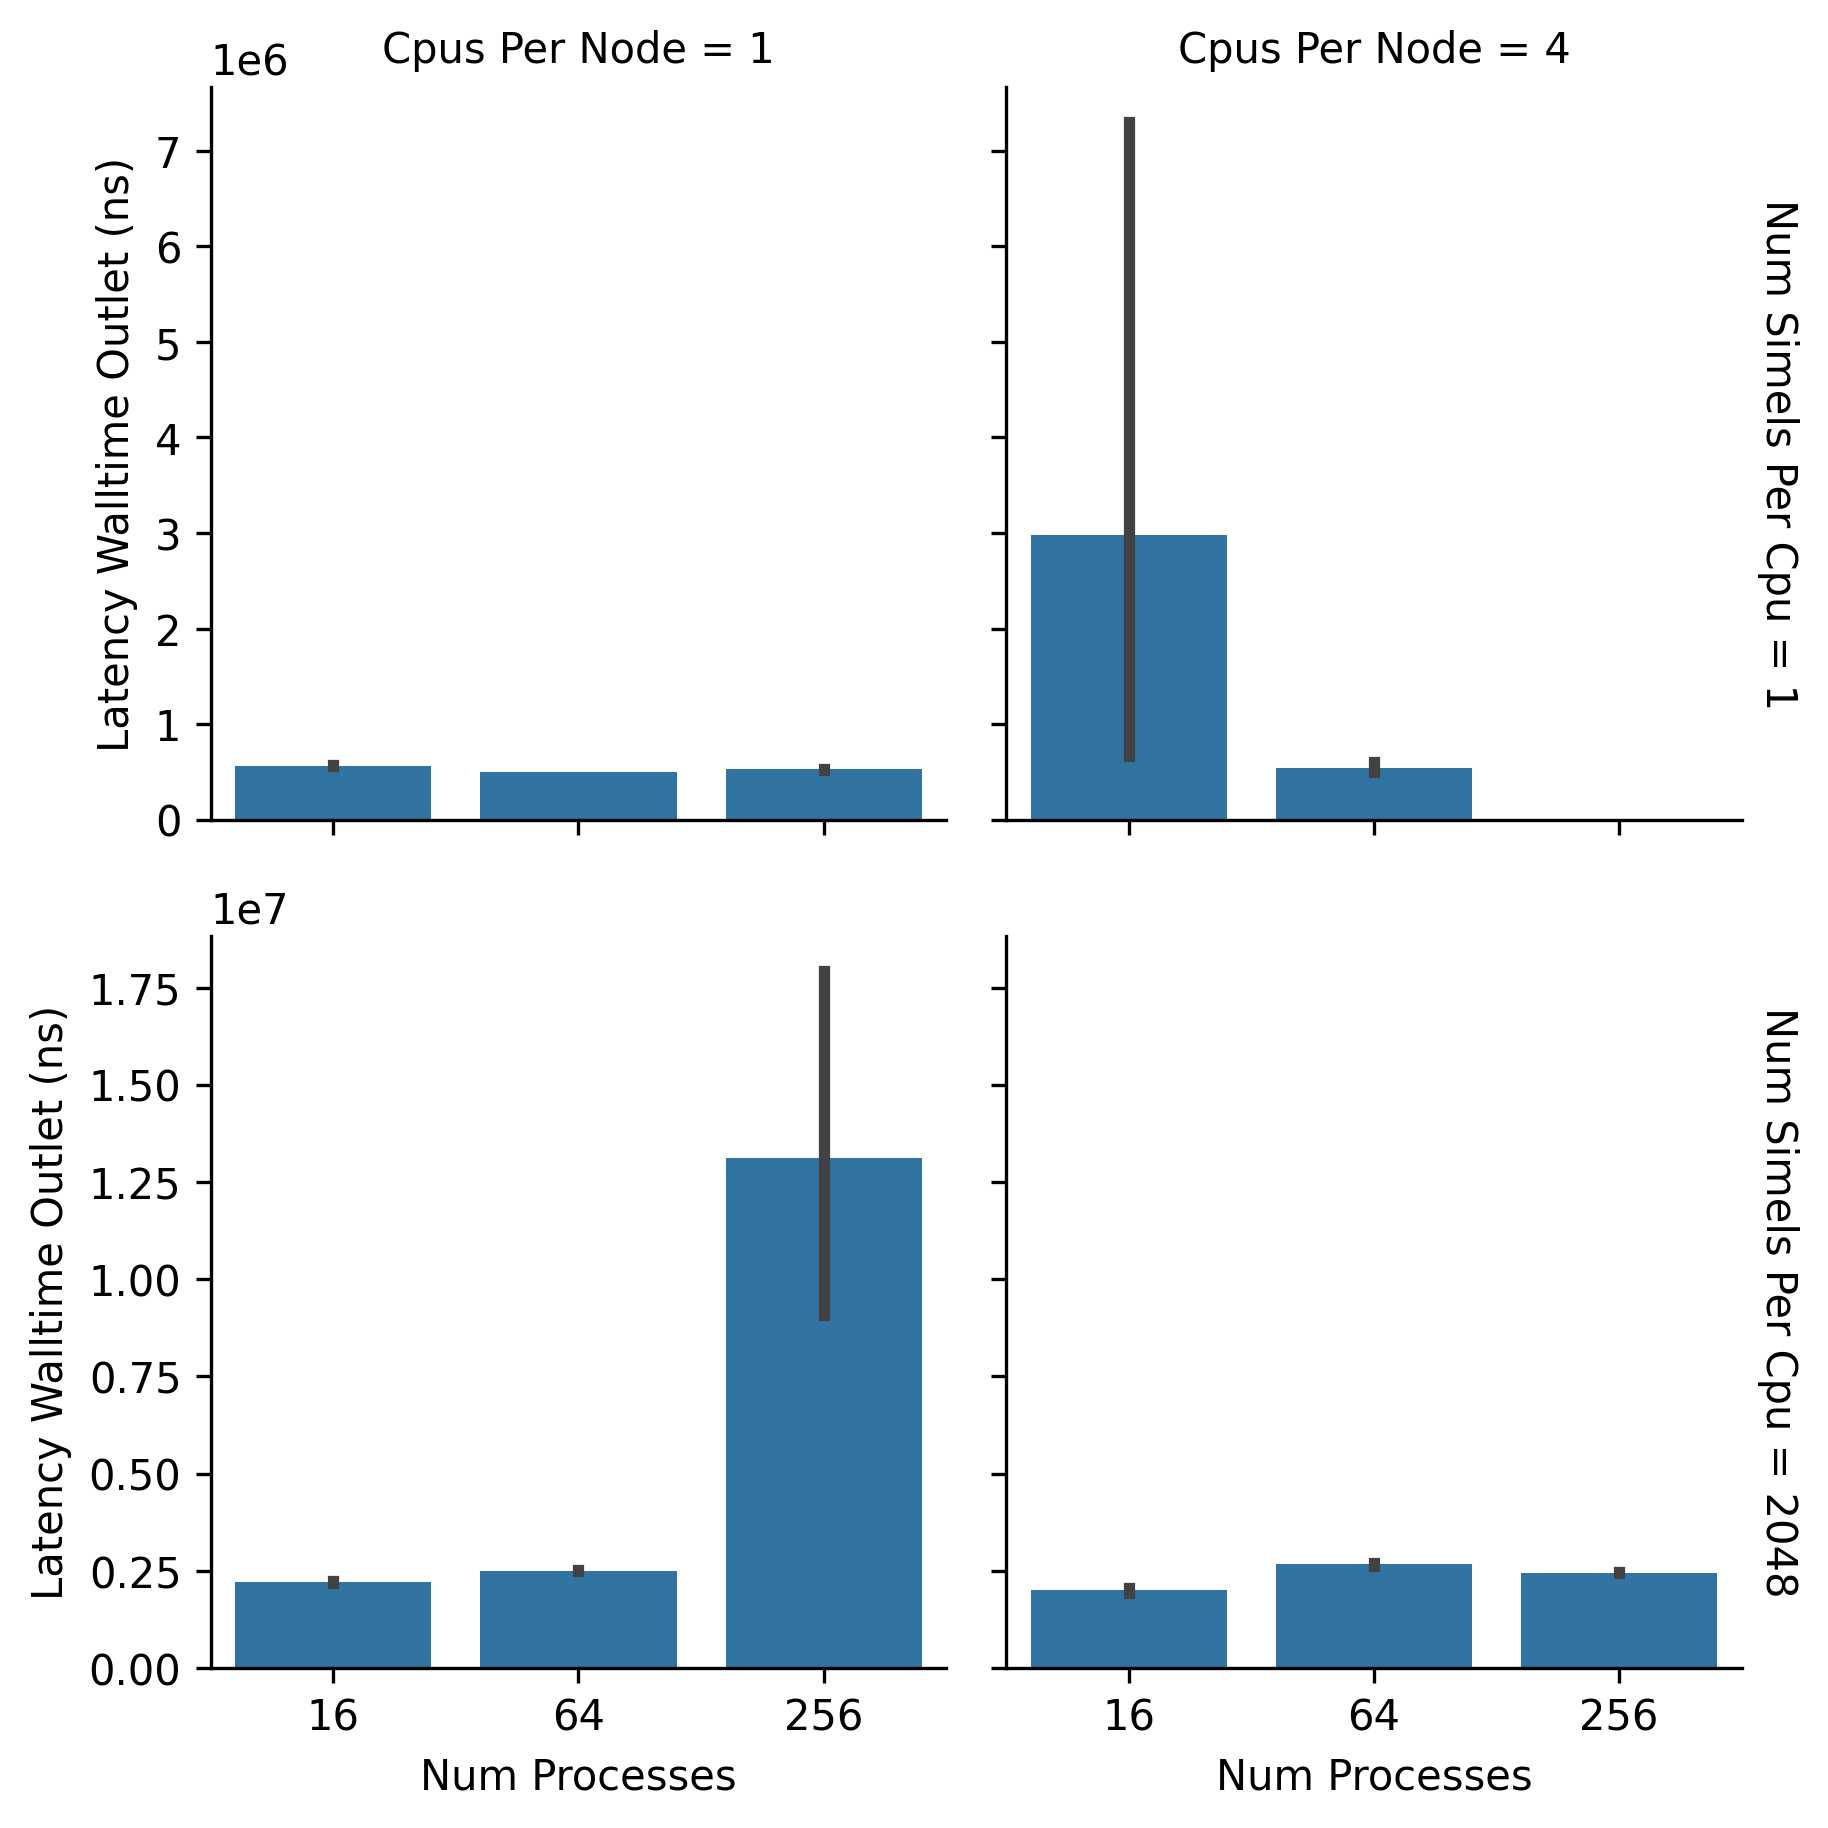 Cpus Per Node = 1
Cpus Per Node = 4
1e6
Latency Walltime Outlet (ns)
7
6
5
4
3
2
1
0
Num Simels Per Cpu = 1
1e7
Latency Walltime Outlet (ns)
1.75
1.50
1.25
1.00
0.75
0.50
0.25
0.00
Num Simels Per Cpu = 2048
16 64 256
16 64 256
Num Processes
Num Processes